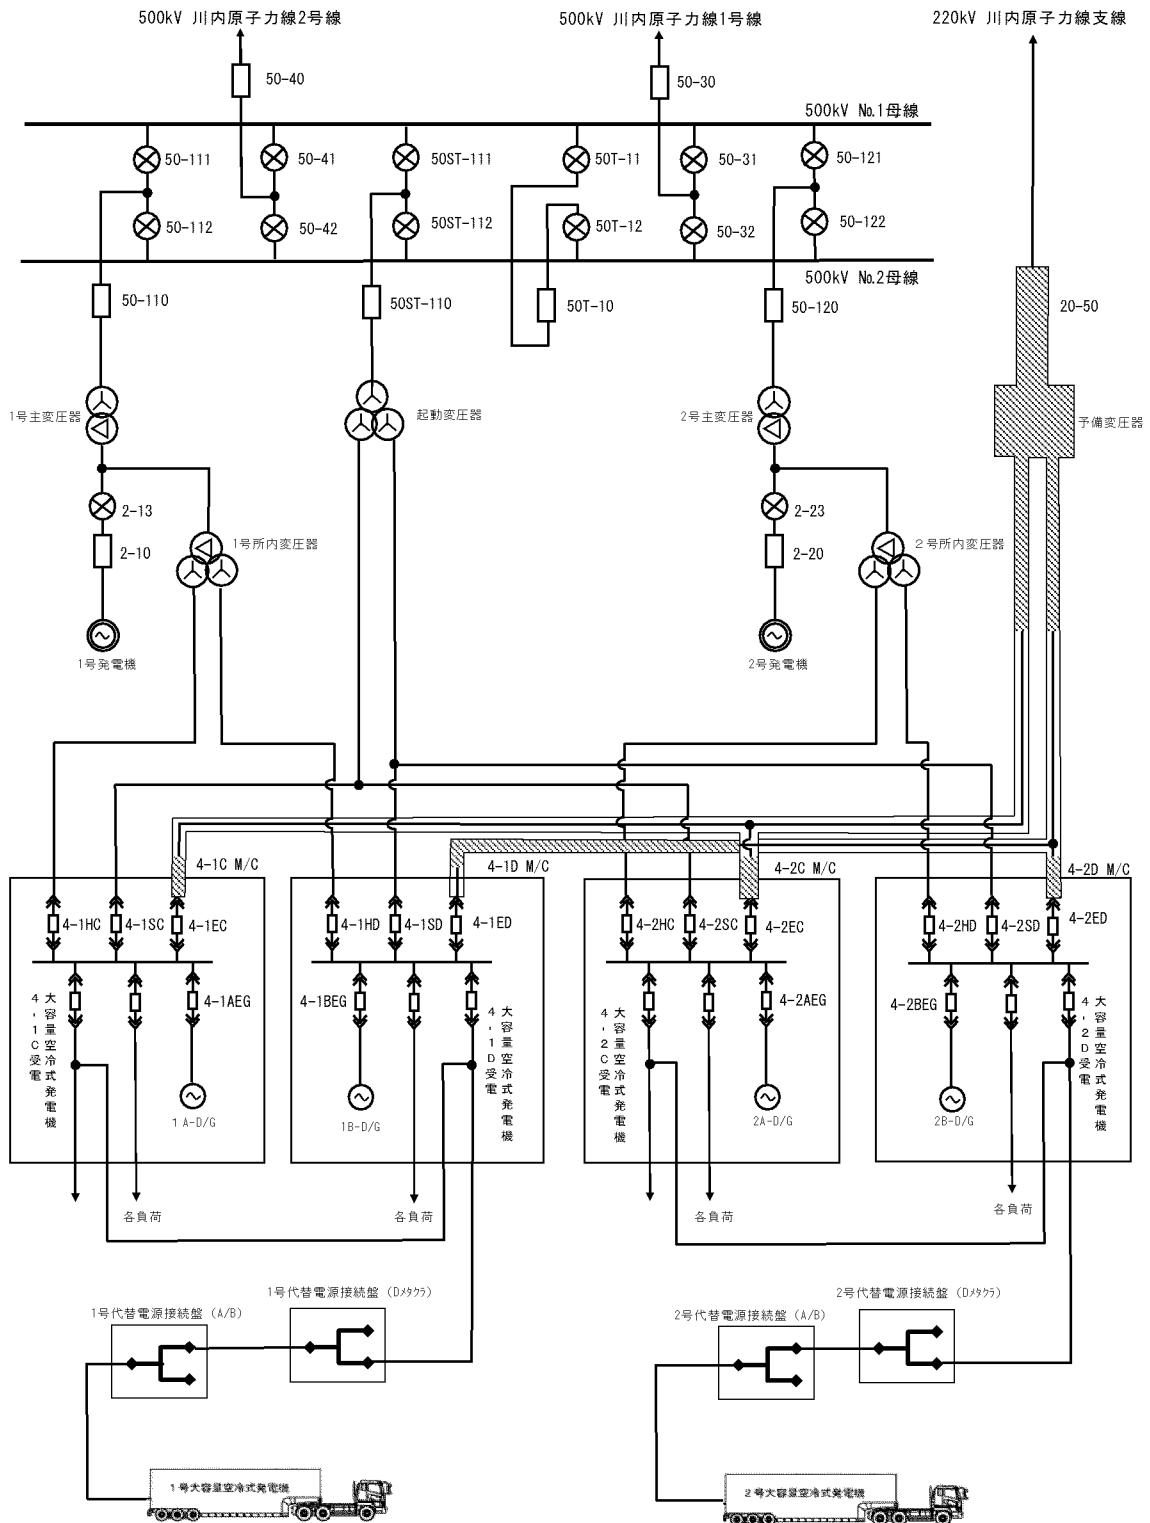 500kV 川内原子力線2号線
500kV 川内原子力線1号線
220kV 川内原子力線支線
50-40
50-30
500kV No.1母線
50-111
50-41
50ST-111
50T-11
50-31
50-121
50-112
50-42
50ST-112
50T-12
50-32
50-122
500kV No.2母線
50-110
50ST-110
50T-10
50-120
20-50
1号主変圧器
起動変圧器
2号主変圧器
予備変圧器
2-13
2-23
2-10
1号所内変圧器
2-20
2号所内変圧器
1号発電機
2号発電機
4-1C M/C
4-1D M/C
4-2C M/C
4-2D M/C
4-1HC
4-1SC
4-1EC
4-1HD
4-1SD
4-1ED
4-2HC
4-2SC
4-2EC
4-2HD
4-2SD
4-2ED
大容量空冷式発電機
4-1C受電
4-1AEG
4-1BEG
大容量空冷式発電機
4-1D受電
大容量空冷式発電機
4-2C受電
4-2AEG
4-2BEG
大容量空冷式発電機
4-2D受電
1A-D/G
1B-D/G
2A-D/G
2B-D/G
各負荷
各負荷
各負荷
各負荷
1号代替電源接続盤(A/B)
1号代替電源接続盤(Dメタクラ)
2号代替電源接続盤(A/B)
2号代替電源接続盤(Dメタクラ)
1号大容量空冷式発電機
2号大容量空冷式発電機